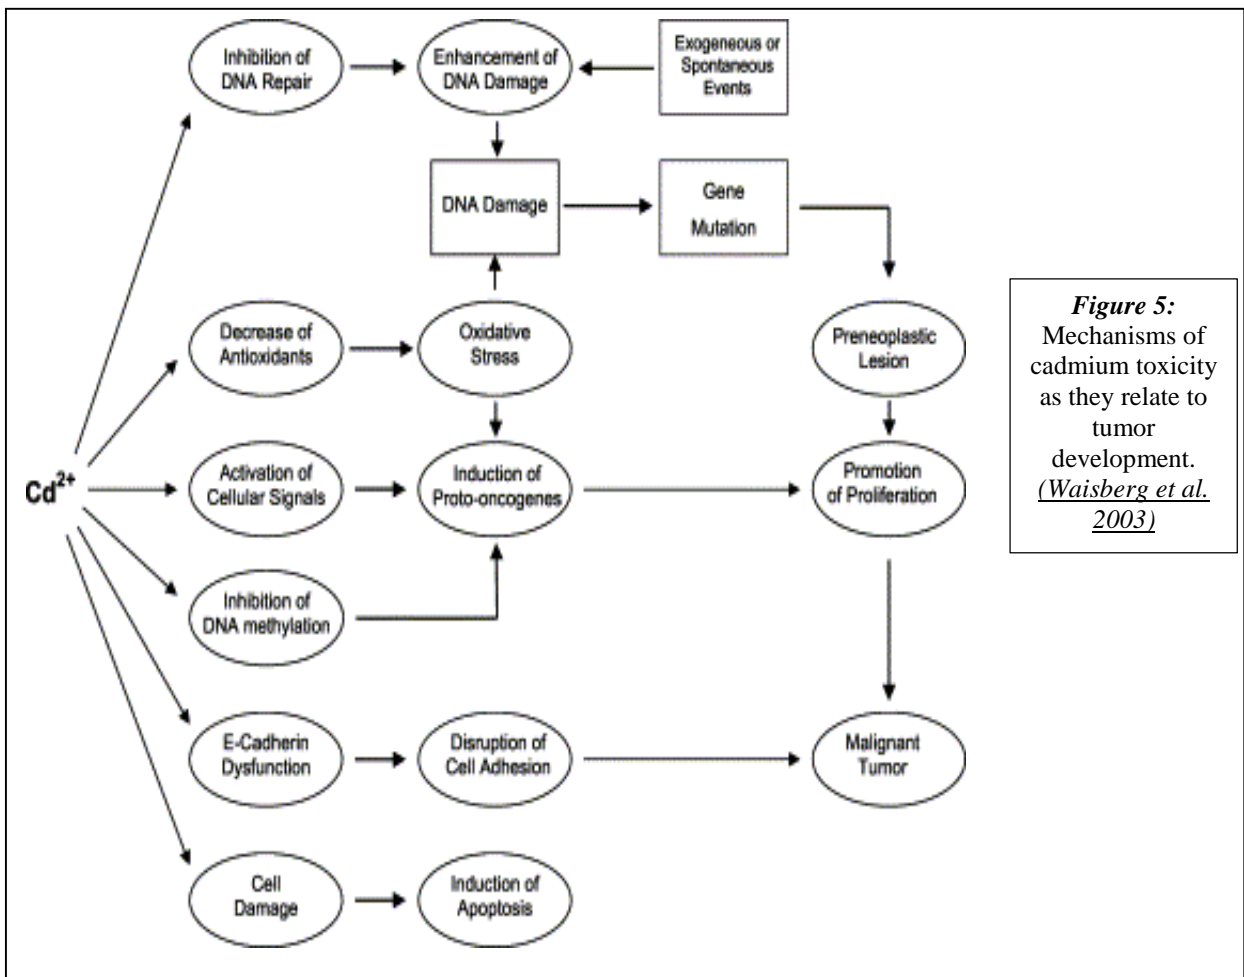 Inhibition of
DNA Repair
Enhancement of
DNA Damage
Exogeneous or
Spontaneous
Events
DNA Damage
Gene
Mutation
Decrease of
Antioxidants
Oxidative
Stress
Preneoplastic
Lesion
Cd2+
Activation of
Cellular Signals
Induction of
Proto-oncogenes
Promotion
of Proliferation
Inhibition of
DNA methylation
E-Cadherin
Dysfunction
Disruption of
Cell Adhesion
Malignant
Tumor
Cell
Damage
Induction of
Apoptosis
Figure 5:
Mechanisms of
cadmium toxicity
as they relate to
tumor
development.
(Waisberg et al.
2003)